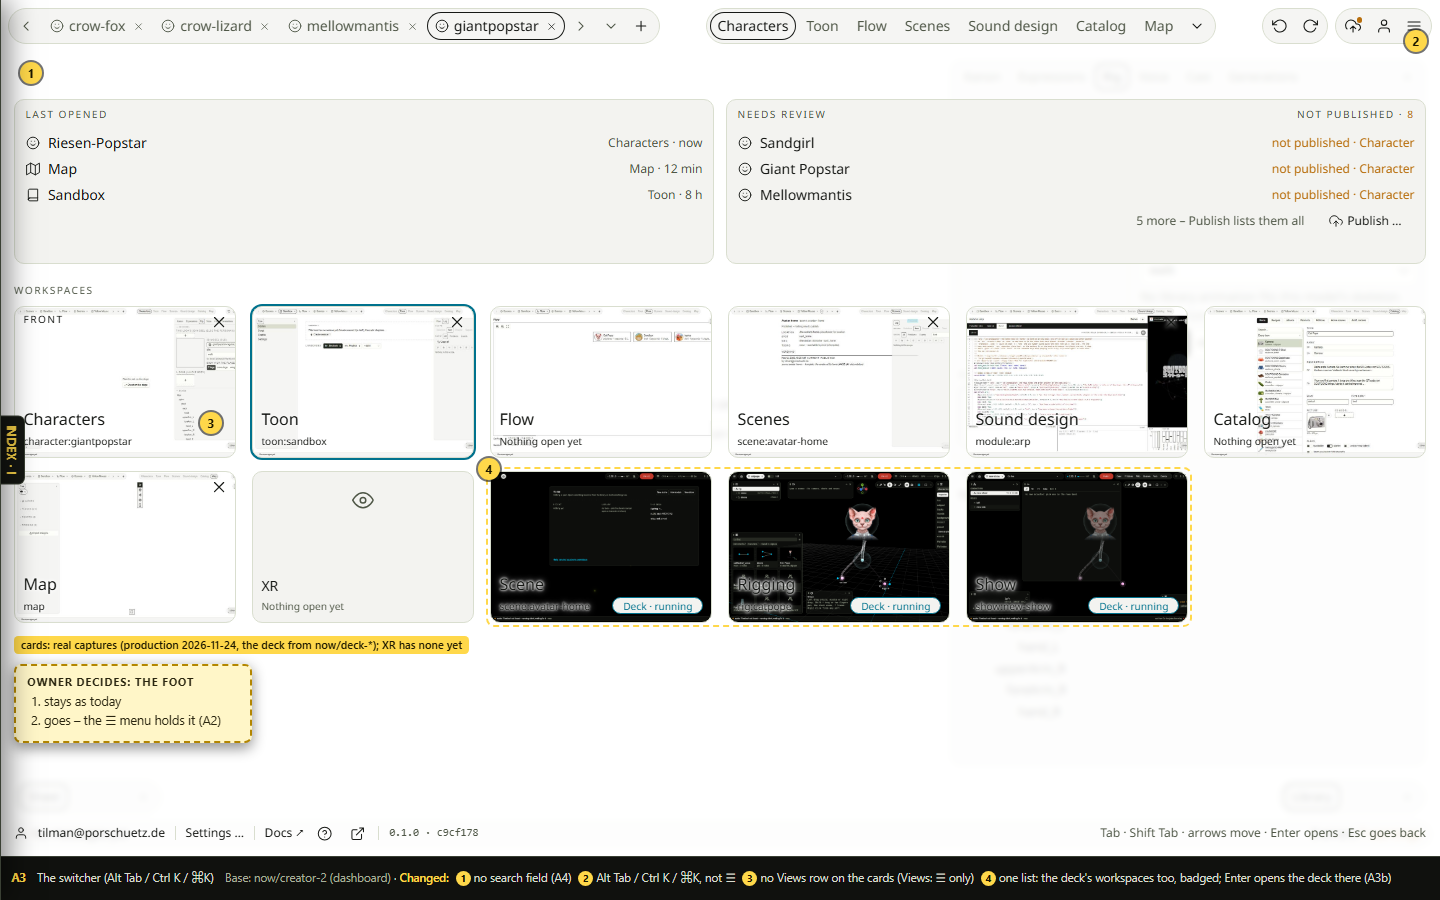 crow-fox × crow-lizard × mellowmantis × giantpopstar ×
Characters Toon Flow Scenes Sound design Catalog Map
1
2
LAST OPENED
Riesen-Popstar Characters · now
Map Map · 12 min
Sandbox Toon · 8 h
NEEDS REVIEW NOT PUBLISHED · 8
Sandgirl not published · Character
Giant Popstar not published · Character
Mellowmantis not published · Character
5 more – Publish lists them all Publish ...
WORKSPACES
FRONT
Characters
character:giantpopstar
3
Toon
toon:sandbox
Flow
Nothing open yet
Scenes
scene:avatar-home
Sound design
module:arp
Catalog
Nothing open yet
INDEX · I
Map
map
XR
Nothing open yet
4
Scene
scene:avatar-home
Deck · running
Rigging
Deck · running
Show
show:new-show
Deck · running
cards: real captures (production 2026-11-24, the deck from now/deck-*); XR has none yet
OWNER DECIDES: THE FOOT
1. stays as today
2. goes – the ☰ menu holds it (A2)
tilman@porschuetz.de Settings ... Docs ↗ 0.1.0 · c9cf178
Tab · Shift Tab · arrows move · Enter opens · Esc goes back
A3 The switcher (Alt Tab / Ctrl K / ⌘K) Base: now/creator-2 (dashboard) · Changed: 1 no search field (A4) 2 Alt Tab / Ctrl K / ⌘K, not ☰ 3 no Views row on the cards (Views: ☰ only) 4 one list: the deck's workspaces too, badged; Enter opens the deck there (A3b)